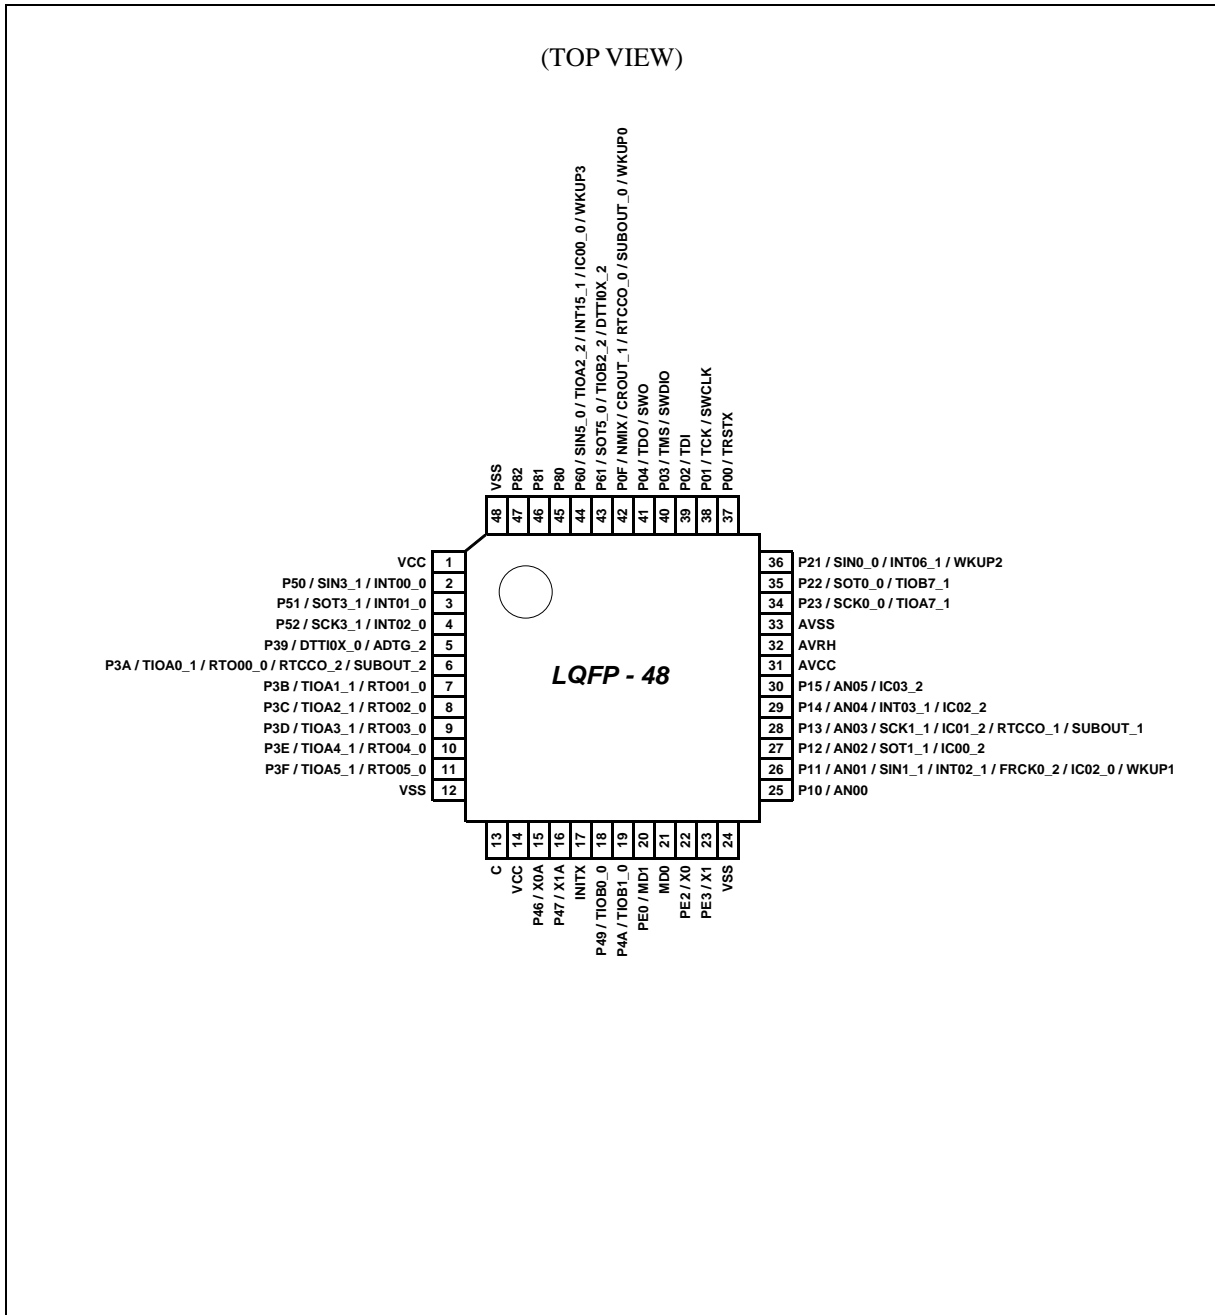 (TOP VIEW)
VSS
P82
P81
P80
P60 / SIN5_0 / TIOA2_2 / INT15_1 / IC00_0 / WKUP3
P61 / SOT5_0 / TIOB2_2 / DTTI0X_2
P0F / NMIX / CROUT_1 / RTCCO_0 / SUBOUT_0 / WKUP0
P04 / TDO / SWO
P03 / TMS / SWDIO
P02 / TDI
P01 / TCK / SWCLK
P00 / TRSTX
48
47
46
45
44
43
42
41
40
39
38
37
VCC 1
P50 / SIN3_1 / INT00_0 2
P51 / SOT3_1 / INT01_0 3
P52 / SCK3_1 / INT02_0 4
P39 / DTTI0X_0 / ADTG_2 5
P3A / TIOA0_1 / RTO00_0 / RTCCO_2 / SUBOUT_2 6
P3B / TIOA1_1 / RTO01_0 7
P3C / TIOA2_1 / RTO02_0 8
P3D / TIOA3_1 / RTO03_0 9
P3E / TIOA4_1 / RTO04_0 10
P3F / TIOA5_1 / RTO05_0 11
VSS 12
LQFP - 48
36 P21 / SIN0_0 / INT06_1 / WKUP2
35 P22 / SOT0_0 / TIOB7_1
34 P23 / SCK0_0 / TIOA7_1
33 AVSS
32 AVRH
31 AVCC
30 P15 / AN05 / IC03_2
29 P14 / AN04 / INT03_1 / IC02_2
28 P13 / AN03 / SCK1_1 / IC01_2 / RTCCO_1 / SUBOUT_1
27 P12 / AN02 / SOT1_1 / IC00_2
26 P11 / AN01 / SIN1_1 / INT02_1 / FRCK0_2 / IC02_0 / WKUP1
25 P10 / AN00
13
14
15
16
17
18
19
20
21
22
23
24
C
VCC
P46 / X0A
P47 / X1A
INITX
P49 / TIOB0_0
P4A / TIOB1_0
PE0 / MD1
MD0
PE2 / X0
PE3 / X1
VSS